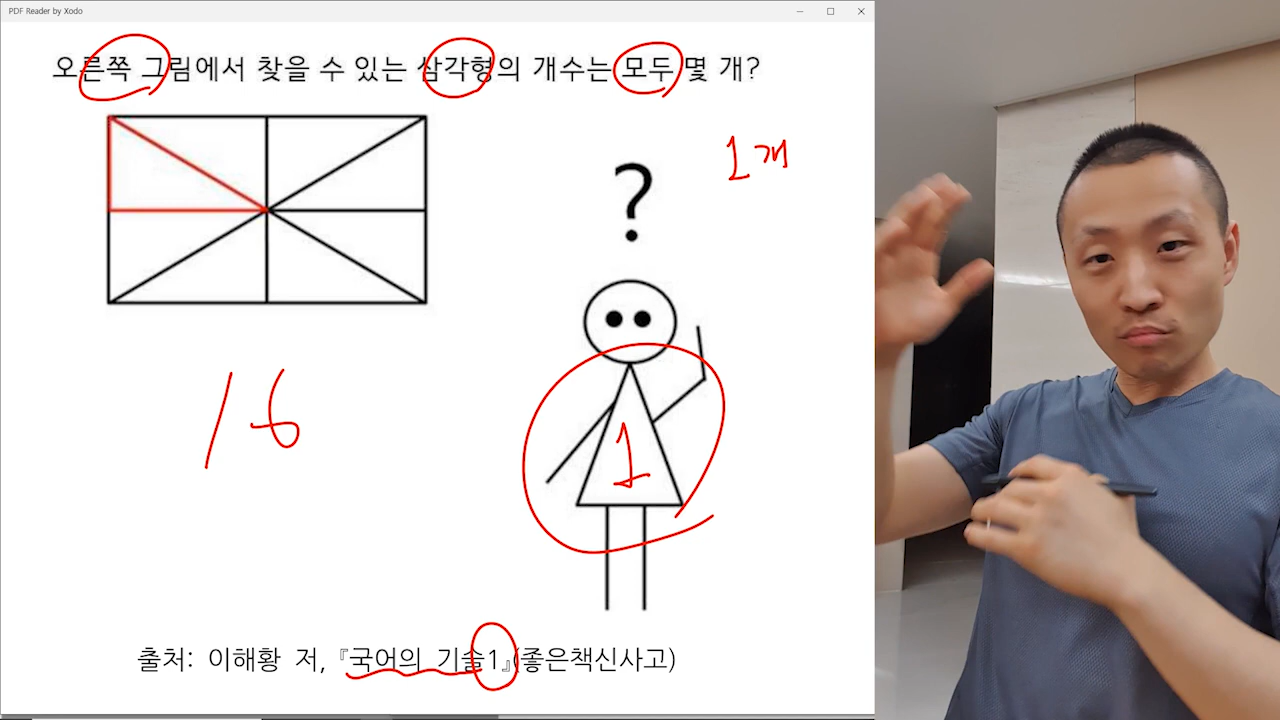 PDF Reader by Xodo
오른쪽 그림에서 찾을 수 있는 삼각형의 개수는 모두 몇 개?
1개
?
16
1
출처: 이해황 저, 『국어의 기술1』(좋은책신사고)